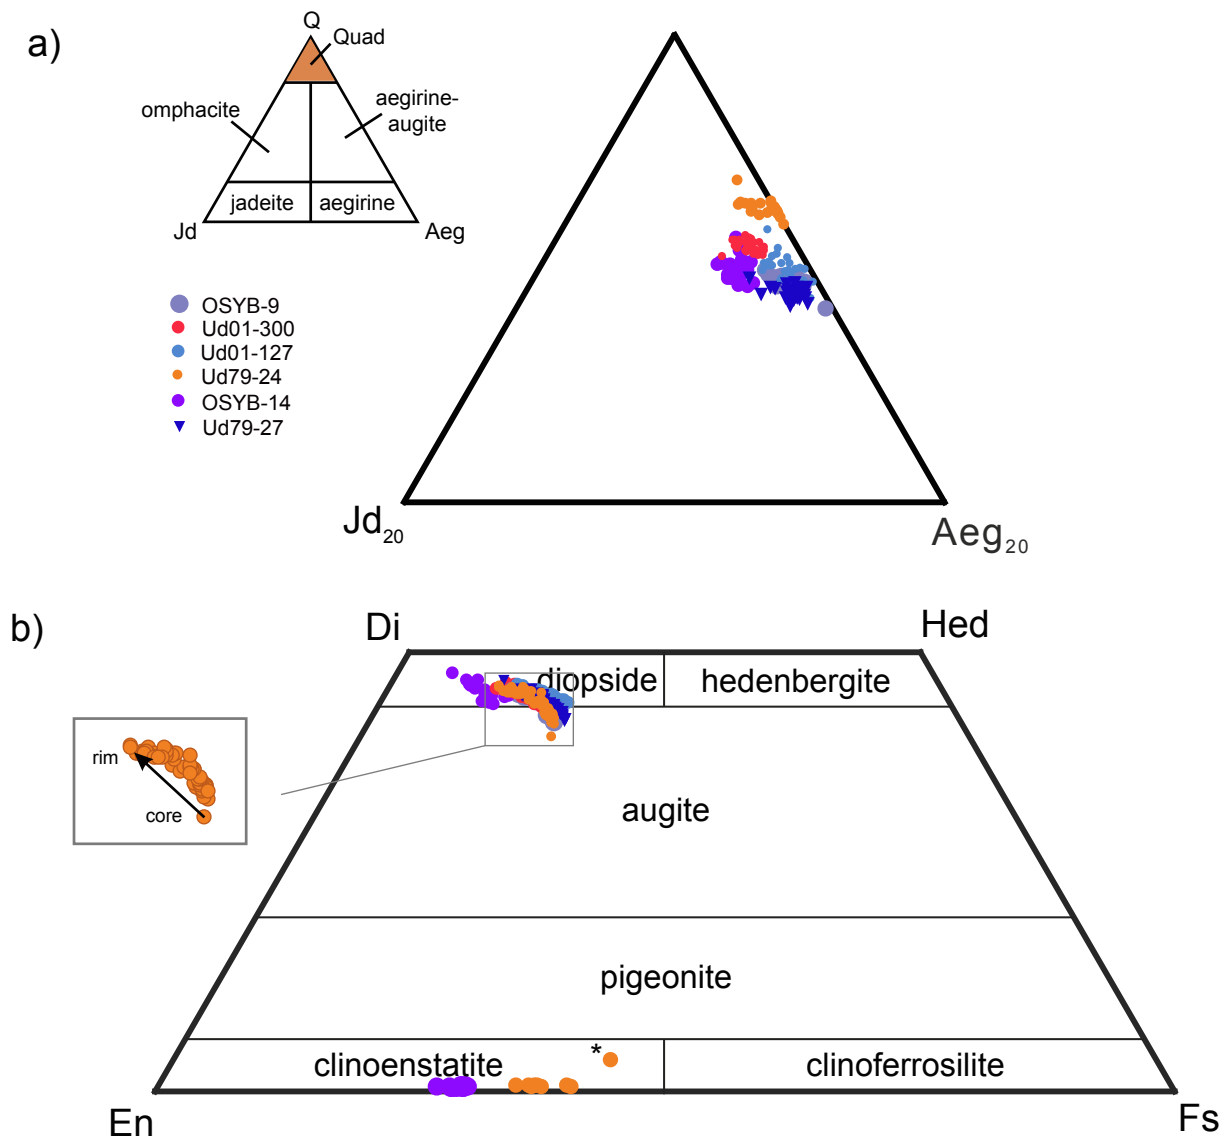 a)
Q
Quad
omphacite
aegirine-
augite
jadeite
aegirine
Jd
Aeg
OSYB-9
Ud01-300
Ud01-127
Ud79-24
OSYB-14
Ud79-27
Jd20
Aeg20
b)
Di
Hed
diopside
hedenbergite
rim
core
augite
pigeonite
*
clinoenstatite
clinoferrosilite
En
Fs